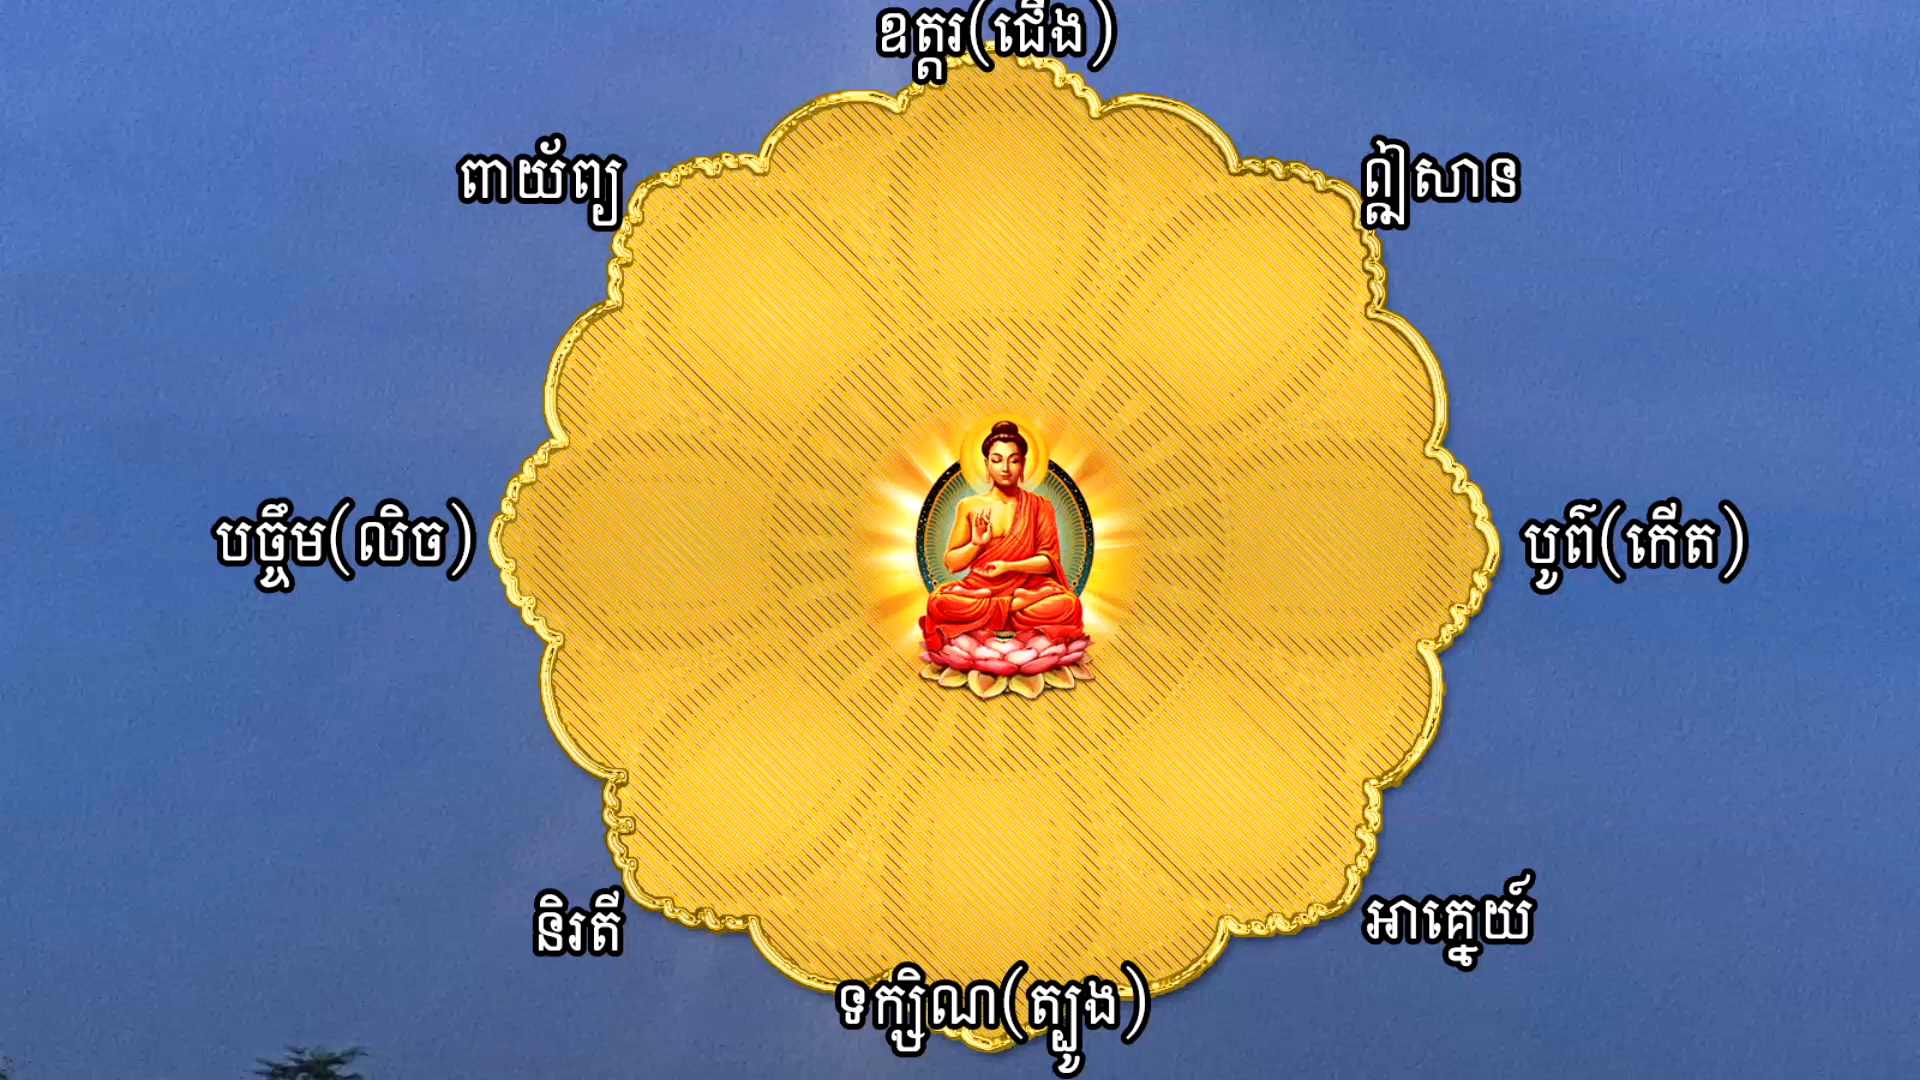 ឧត្តរ(ជើង)
ពាយ័ព្យ
ឦសាន
បច្ចឹម(លិច)
បូព៌(កើត)
និរតី
អាគ្នេយ៍
ទក្សិណ(ត្បូង)